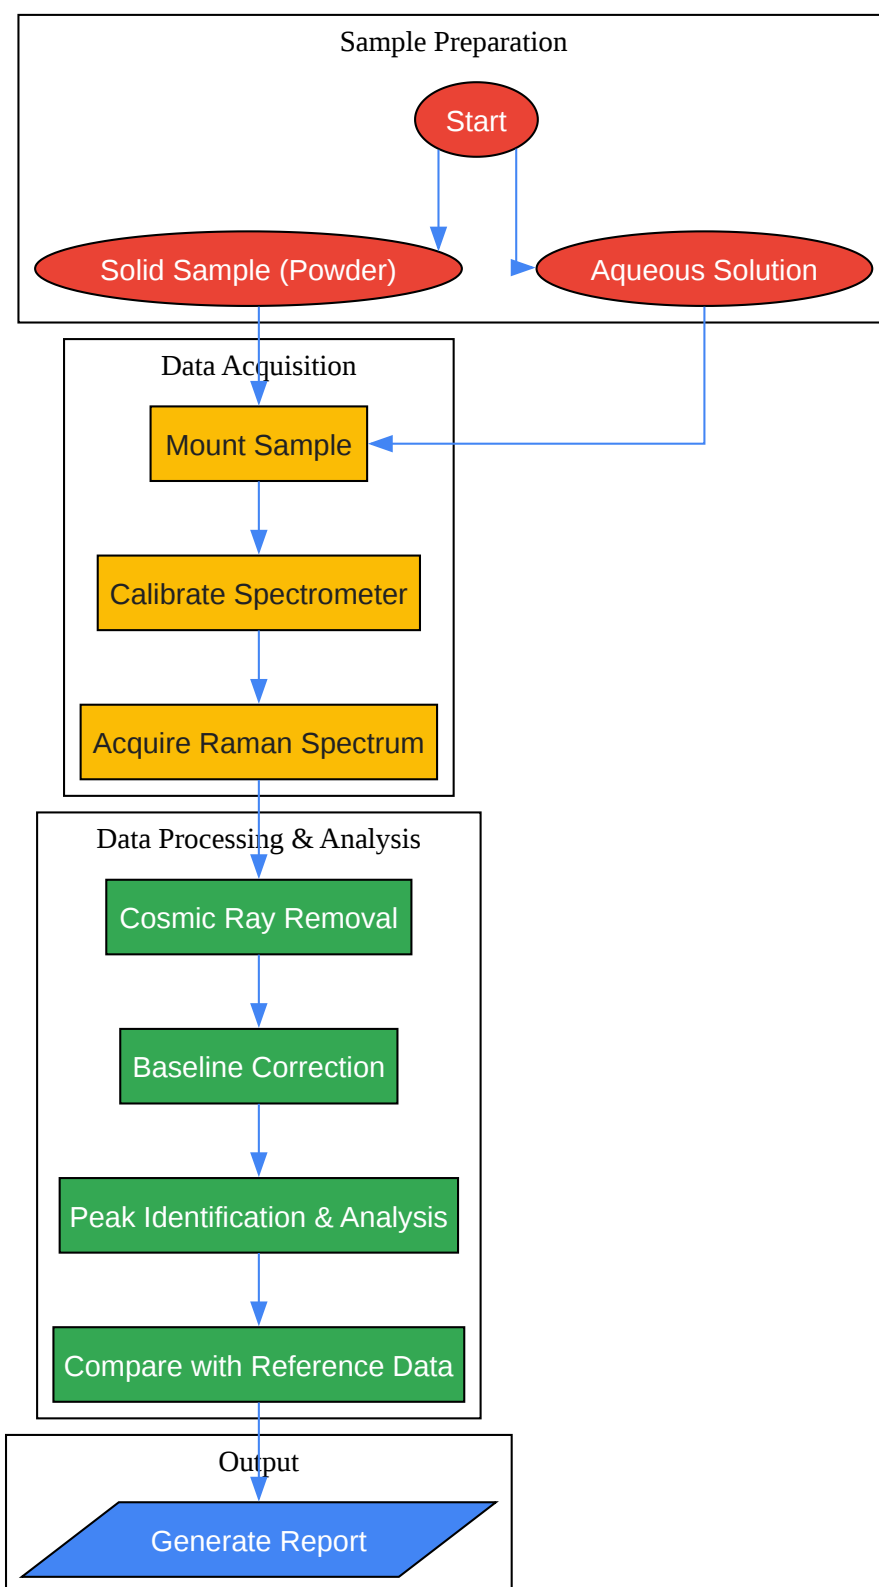 Sample Preparation
Start
Solid Sample (Powder)
Aqueous Solution
Data Acquisition
Mount Sample
Calibrate Spectrometer
Acquire Raman Spectrum
Data Processing & Analysis
Cosmic Ray Removal
Baseline Correction
Peak Identification & Analysis
Compare with Reference Data
Output
Generate Report